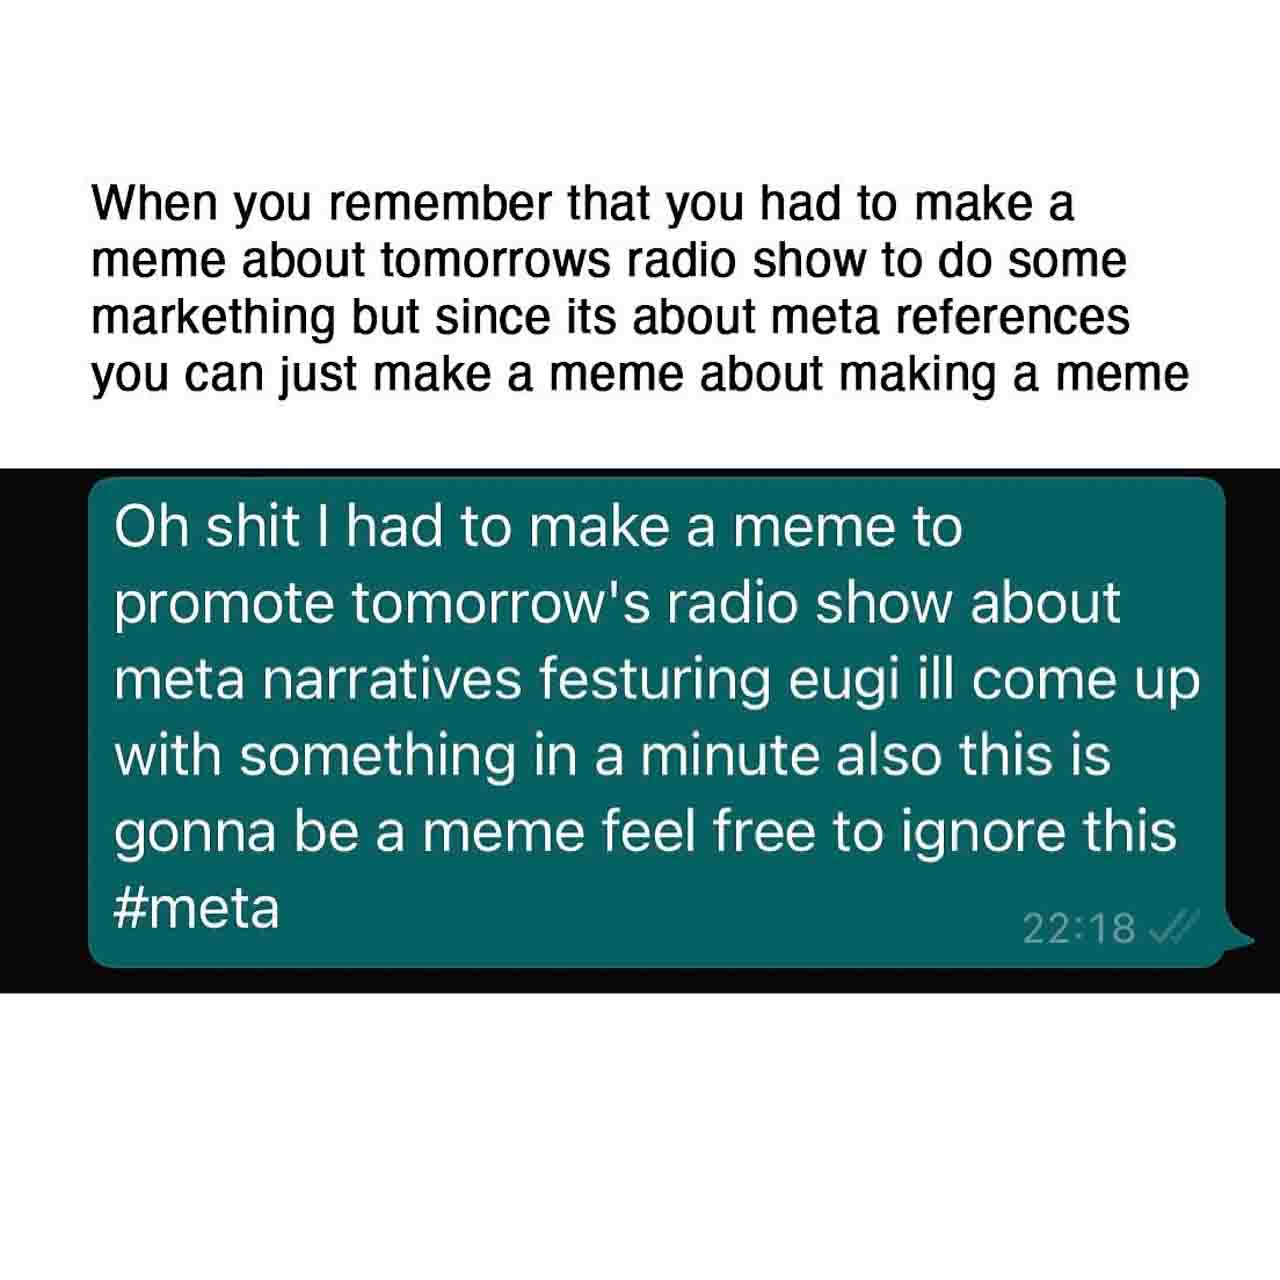 When you remember that you had to make a
meme about tomorrows radio show to do some
markething but since its about meta references
you can just make a meme about making a meme
Oh shit I had to make a meme to
promote tomorrow's radio show about
meta narratives festuring eugi ill come up
with something in a minute also this is
gonna be a meme feel free to ignore this
#meta
22:18